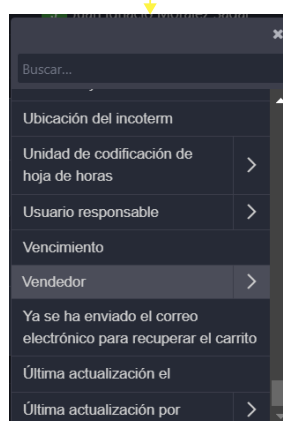 Buscar...
Ubicación del incoterm
Unidad de codificación de
hoja de horas
Usuario responsable
Vencimiento
Vendedor
Ya se ha enviado el correo
electrónico para recuperar el carrito
Última actualización el
Última actualización por